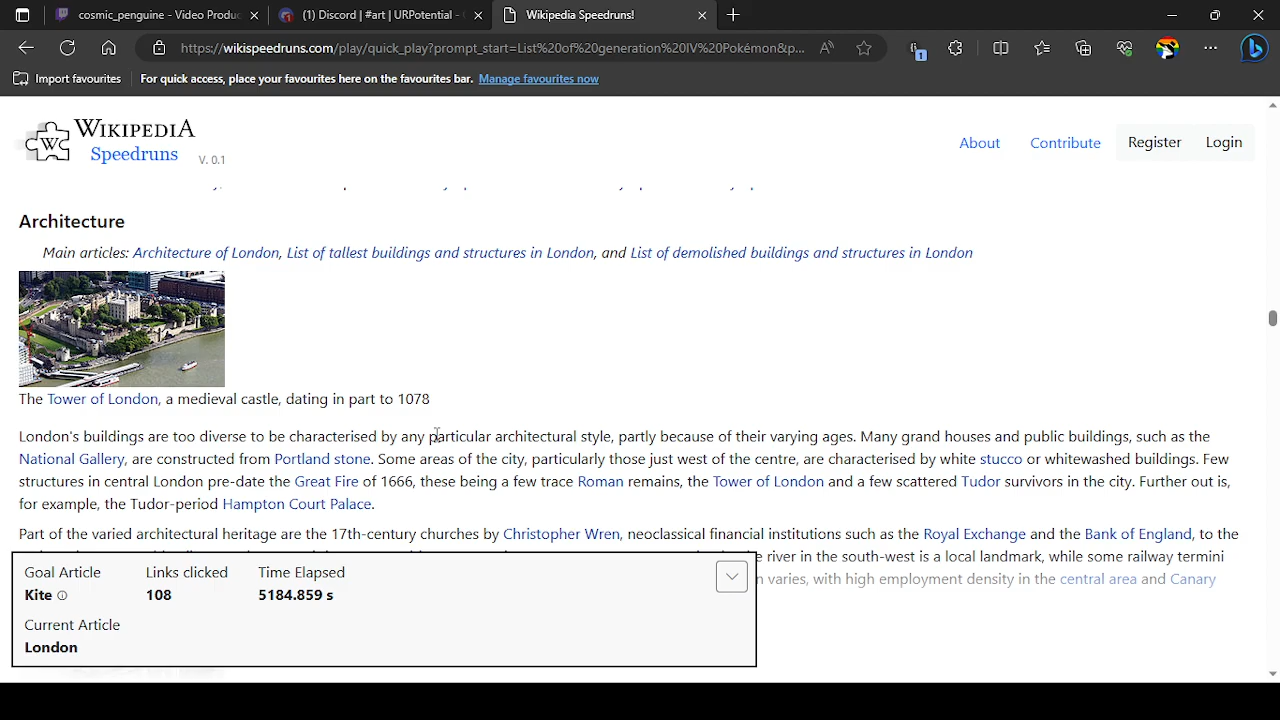 cosmic_penguine - Video Produc
(1) Discord | #art | URPotential -
Wikipedia Speedruns!
https://wikispeedruns.com/play/quick_play?prompt_start=List%20of%20generation%20IV%20Pokémon&p...
1
Import favourites
For quick access, place your favourites here on the favourites bar. Manage favourites now
WIKIPEDIA
Speedruns V. 0.1
About Contribute Register Login
Architecture
Main articles: Architecture of London, List of tallest buildings and structures in London, and List of demolished buildings and structures in London
The Tower of London, a medieval castle, dating in part to 1078
London's buildings are too diverse to be characterised by any particular architectural style, partly because of their varying ages. Many grand houses and public buildings, such as the
National Gallery, are constructed from Portland stone. Some areas of the city, particularly those just west of the centre, are characterised by white stucco or whitewashed buildings. Few
structures in central London pre-date the Great Fire of 1666, these being a few trace Roman remains, the Tower of London and a few scattered Tudor survivors in the city. Further out is,
for example, the Tudor-period Hampton Court Palace.
Part of the varied architectural heritage are the 17th-century churches by Christopher Wren, neoclassical financial institutions such as the Royal Exchange and the Bank of England, to the
river in the south-west is a local landmark, while some railway termini
varies, with high employment density in the central area and Canary
Goal Article Links clicked Time Elapsed
Kite 108 5184.859 s
Current Article
London